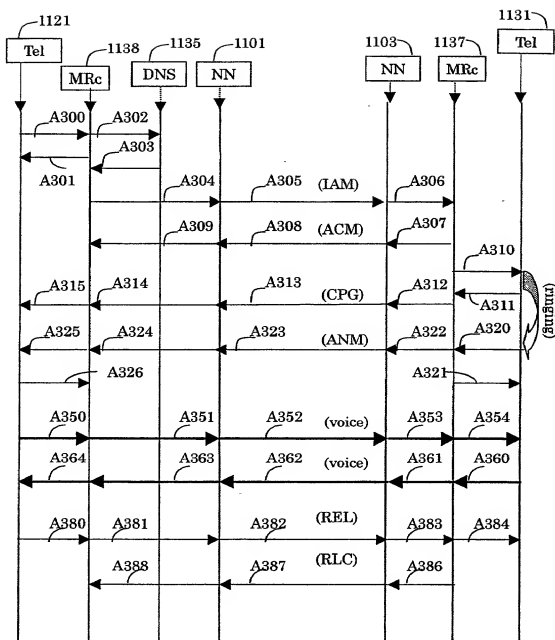 1121 1138 1135 1101 1103 1137 1131
Tel MRc DNS NN NN MRc Tel
A300 A302
A303
A301
A304 A305 (IAM) A306
A309 A308 (ACM) A307
A310
A315 A314 A313 (CPG) A312 A311
(ringing)
A325 A324 A323 (ANM) A322 A320
A326 A321
A350 A351 A352 (voice) A353 A354
A364 A363 A362 (voice) A361 A360
A380 A381 A382 (REL) A383 A384
A388 A387 (RLC) A386